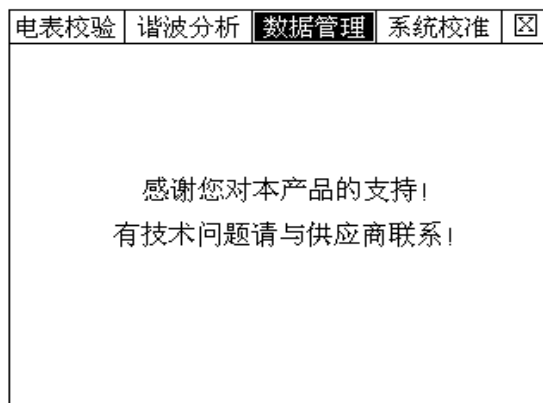 电表校验 谐波分析 数据管理 系统校准
感谢您对本产品的支持!
有技术问题请与供应商联系!